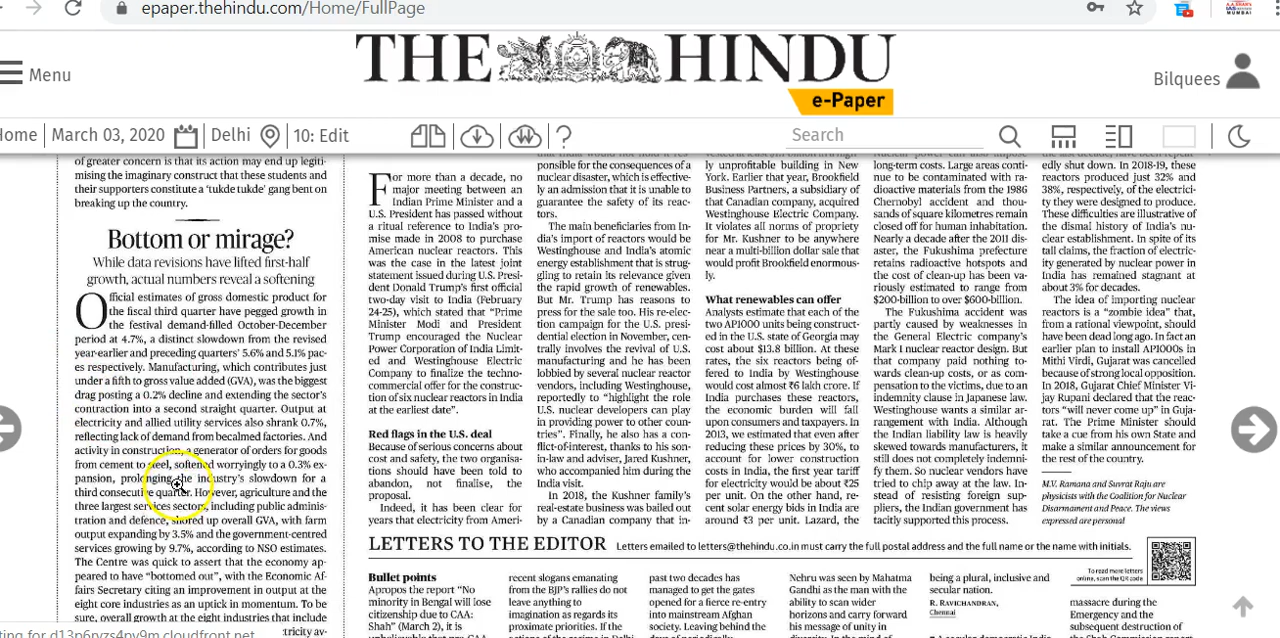 epaper.thehindu.com/Home/FullPage
Menu
THE HINDU
e-Paper
Bilquees
Home
March 03, 2020
Delhi
10: Edit
?
Search
of greater concern is that its action may end up legiti-
mising the imaginary construct that these students and
their supporters constitute a ‘tukde tukde’ gang bent on
breaking up the country.
Bottom or mirage?
While data revisions have lifted first-half
growth, actual numbers reveal a softening
Official estimates of gross domestic product for
the fiscal third quarter have pegged growth in
the festival demand-filled October-December
period at 4.7%, a distinct slowdown from the revised
year-earlier and preceding quarters’ 5.6% and 5.1% pac-
es respectively. Manufacturing, which contributes just
under a fifth to gross value added (GVA), was the biggest
drag posting a 0.2% decline and extending the sector’s
contraction into a second straight quarter. Output at
electricity and allied utility services also shrank 0.7%,
reflecting lack of demand from becalmed factories. And
activity in construction, a generator of orders for goods
from cement to steel, softened worryingly to a 0.3% ex-
pansion, prolonging the industry’s slowdown for a
third consecutive quarter. However, agriculture and the
three largest services sectors, including public adminis-
tration and defence, shored up overall GVA, with farm
output expanding by 3.5% and the government-centred
services growing by 9.7%, according to NSO estimates.
The Centre was quick to assert that the economy ap-
peared to have “bottomed out”, with the Economic Af-
fairs Secretary citing an improvement in output at the
eight core industries as an uptick in momentum. To be
sure, overall growth at the eight industries that include
tricity av-
For more than a decade, no
major meeting between an
Indian Prime Minister and a
U.S. President has passed without
a ritual reference to India’s pro-
mise made in 2008 to purchase
American nuclear reactors. This
was the case in the latest joint
statement issued during U.S. Presi-
dent Donald Trump’s first official
two-day visit to India (February
24-25), which stated that “Prime
Minister Modi and President
Trump encouraged the Nuclear
Power Corporation of India Limit-
ed and Westinghouse Electric
Company to finalize the techno-
commercial offer for the construc-
tion of six nuclear reactors in India
at the earliest date”.
Red flags in the U.S. deal
Because of serious concerns about
cost and safety, the two organisa-
tions should have been told to
abandon, not finalise, the
proposal.
Indeed, it has been clear for
years that electricity from Ameri-
ponsible for the consequences of a
nuclear disaster, which is effective-
ly an admission that it is unable to
guarantee the safety of its reac-
tors.
The main beneficiaries from In-
dia’s import of reactors would be
Westinghouse and India’s atomic
energy establishment that is strug-
gling to retain its relevance given
the rapid growth of renewables.
But Mr. Trump has reasons to
press for the sale too. His re-elec-
tion campaign for the U.S. presi-
dential election in November, cen-
trally involves the revival of U.S.
manufacturing and he has been
lobbied by several nuclear reactor
vendors, including Westinghouse,
reportedly to “highlight the role
U.S. nuclear developers can play
in providing power to other coun-
tries”. Finally, he also has a con-
flict-of-interest, thanks to his son-
in-law and adviser, Jared Kushner,
who accompanied him during the
India visit.
In 2018, the Kushner family’s
real-estate business was bailed out
by a Canadian company that in-
ly unprofitable building in New
York. Earlier that year, Brookfield
Business Partners, a subsidiary of
that Canadian company, acquired
Westinghouse Electric Company.
It violates all norms of propriety
for Mr. Kushner to be anywhere
near a multi-billion dollar sale that
would profit Brookfield enormous-
ly.
What renewables can offer
Analysts estimate that each of the
two AP1000 units being construct-
ed in the U.S. state of Georgia may
cost about $13.8 billion. At these
rates, the six reactors being of-
fered to India by Westinghouse
would cost almost ₹6 lakh crore. If
India purchases these reactors,
the economic burden will fall
upon consumers and taxpayers. In
2013, we estimated that even after
reducing these prices by 30%, to
account for lower construction
costs in India, the first year tariff
for electricity would be about ₹25
per unit. On the other hand, re-
cent solar energy bids in India are
around ₹3 per unit. Lazard, the
long-term costs. Large areas conti-
nue to be contaminated with ra-
dioactive materials from the 1986
Chernobyl accident and thou-
sands of square kilometres remain
closed off for human inhabitation.
Nearly a decade after the 2011 dis-
aster, the Fukushima prefecture
retains radioactive hotspots and
the cost of clean-up has been va-
riously estimated to range from
$200-billion to over $600-billion.
The Fukushima accident was
partly caused by weaknesses in
the General Electric company’s
Mark I nuclear reactor design. But
that company paid nothing to-
wards clean-up costs, or as com-
pensation to the victims, due to an
indemnity clause in Japanese law.
Westinghouse wants a similar ar-
rangement with India. Although
the Indian liability law is heavily
skewed towards manufacturers, it
still does not completely indemni-
fy them. So nuclear vendors have
tried to chip away at the law. In-
stead of resisting foreign sup-
pliers, the Indian government has
tacitly supported this process.
edly shut down. In 2018-19, these
reactors produced just 32% and
38%, respectively, of the electrici-
ty they were designed to produce.
These difficulties are illustrative of
the dismal history of India’s nu-
clear establishment. In spite of its
tall claims, the fraction of electric-
ity generated by nuclear power in
India has remained stagnant at
about 3% for decades.
The idea of importing nuclear
reactors is a “zombie idea” that,
from a rational viewpoint, should
have been dead long ago. In fact an
earlier plan to install AP1000s in
Mithi Virdi, Gujarat was cancelled
because of strong local opposition.
In 2018, Gujarat Chief Minister Vi-
jay Rupani declared that the reac-
tors “will never come up” in Guja-
rat. The Prime Minister should
take a cue from his own State and
make a similar announcement for
the rest of the country.
M.V. Ramana and Suvrat Raju are
physicists with the Coalition for Nuclear
Disarmament and Peace. The views
expressed are personal
LETTERS TO THE EDITOR
Letters emailed to letters@thehindu.co.in must carry the full postal address and the full name or the name with initials.
To read more letters
online, scan the QR code
Bullet points
Apropos the report “No
minority in Bengal will lose
citizenship due to CAA:
Shah” (March 2), it is
recent slogans emanating
from the BJP’s rallies do not
leave anything to
imagination as regards its
proximate priorities. If the
past two decades has
managed to get the gates
opened for a fierce re-entry
into mainstream Afghan
society. Leaving behind the
Nehru was seen by Mahatma
Gandhi as the man with the
ability to scan wider
horizons and carry forward
his message of unity in
being a plural, inclusive and
secular nation.
R. RAVICHANDRAN,
Chennai
massacre during the
Emergency and the
subsequent destruction of
ting for d13p6pyzs4pv9m.cloudfront.net